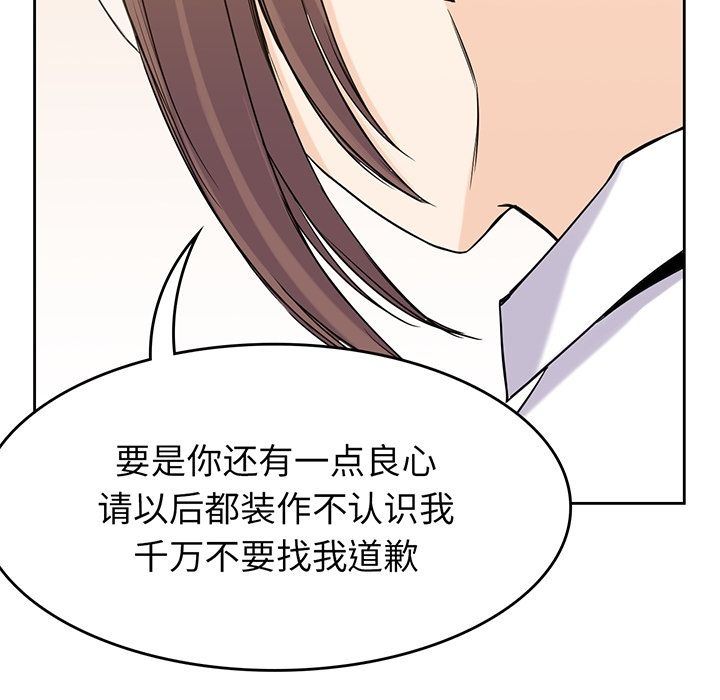 要是你还有一点良心
请以后都装作不认识我
千万不要找我道歉